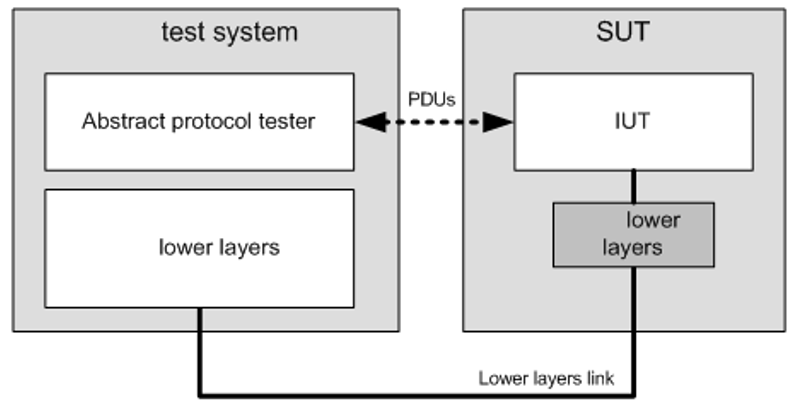 test system
SUT
Abstract protocol tester
PDUs
IUT
lower layers
lower
layers
Lower layers link